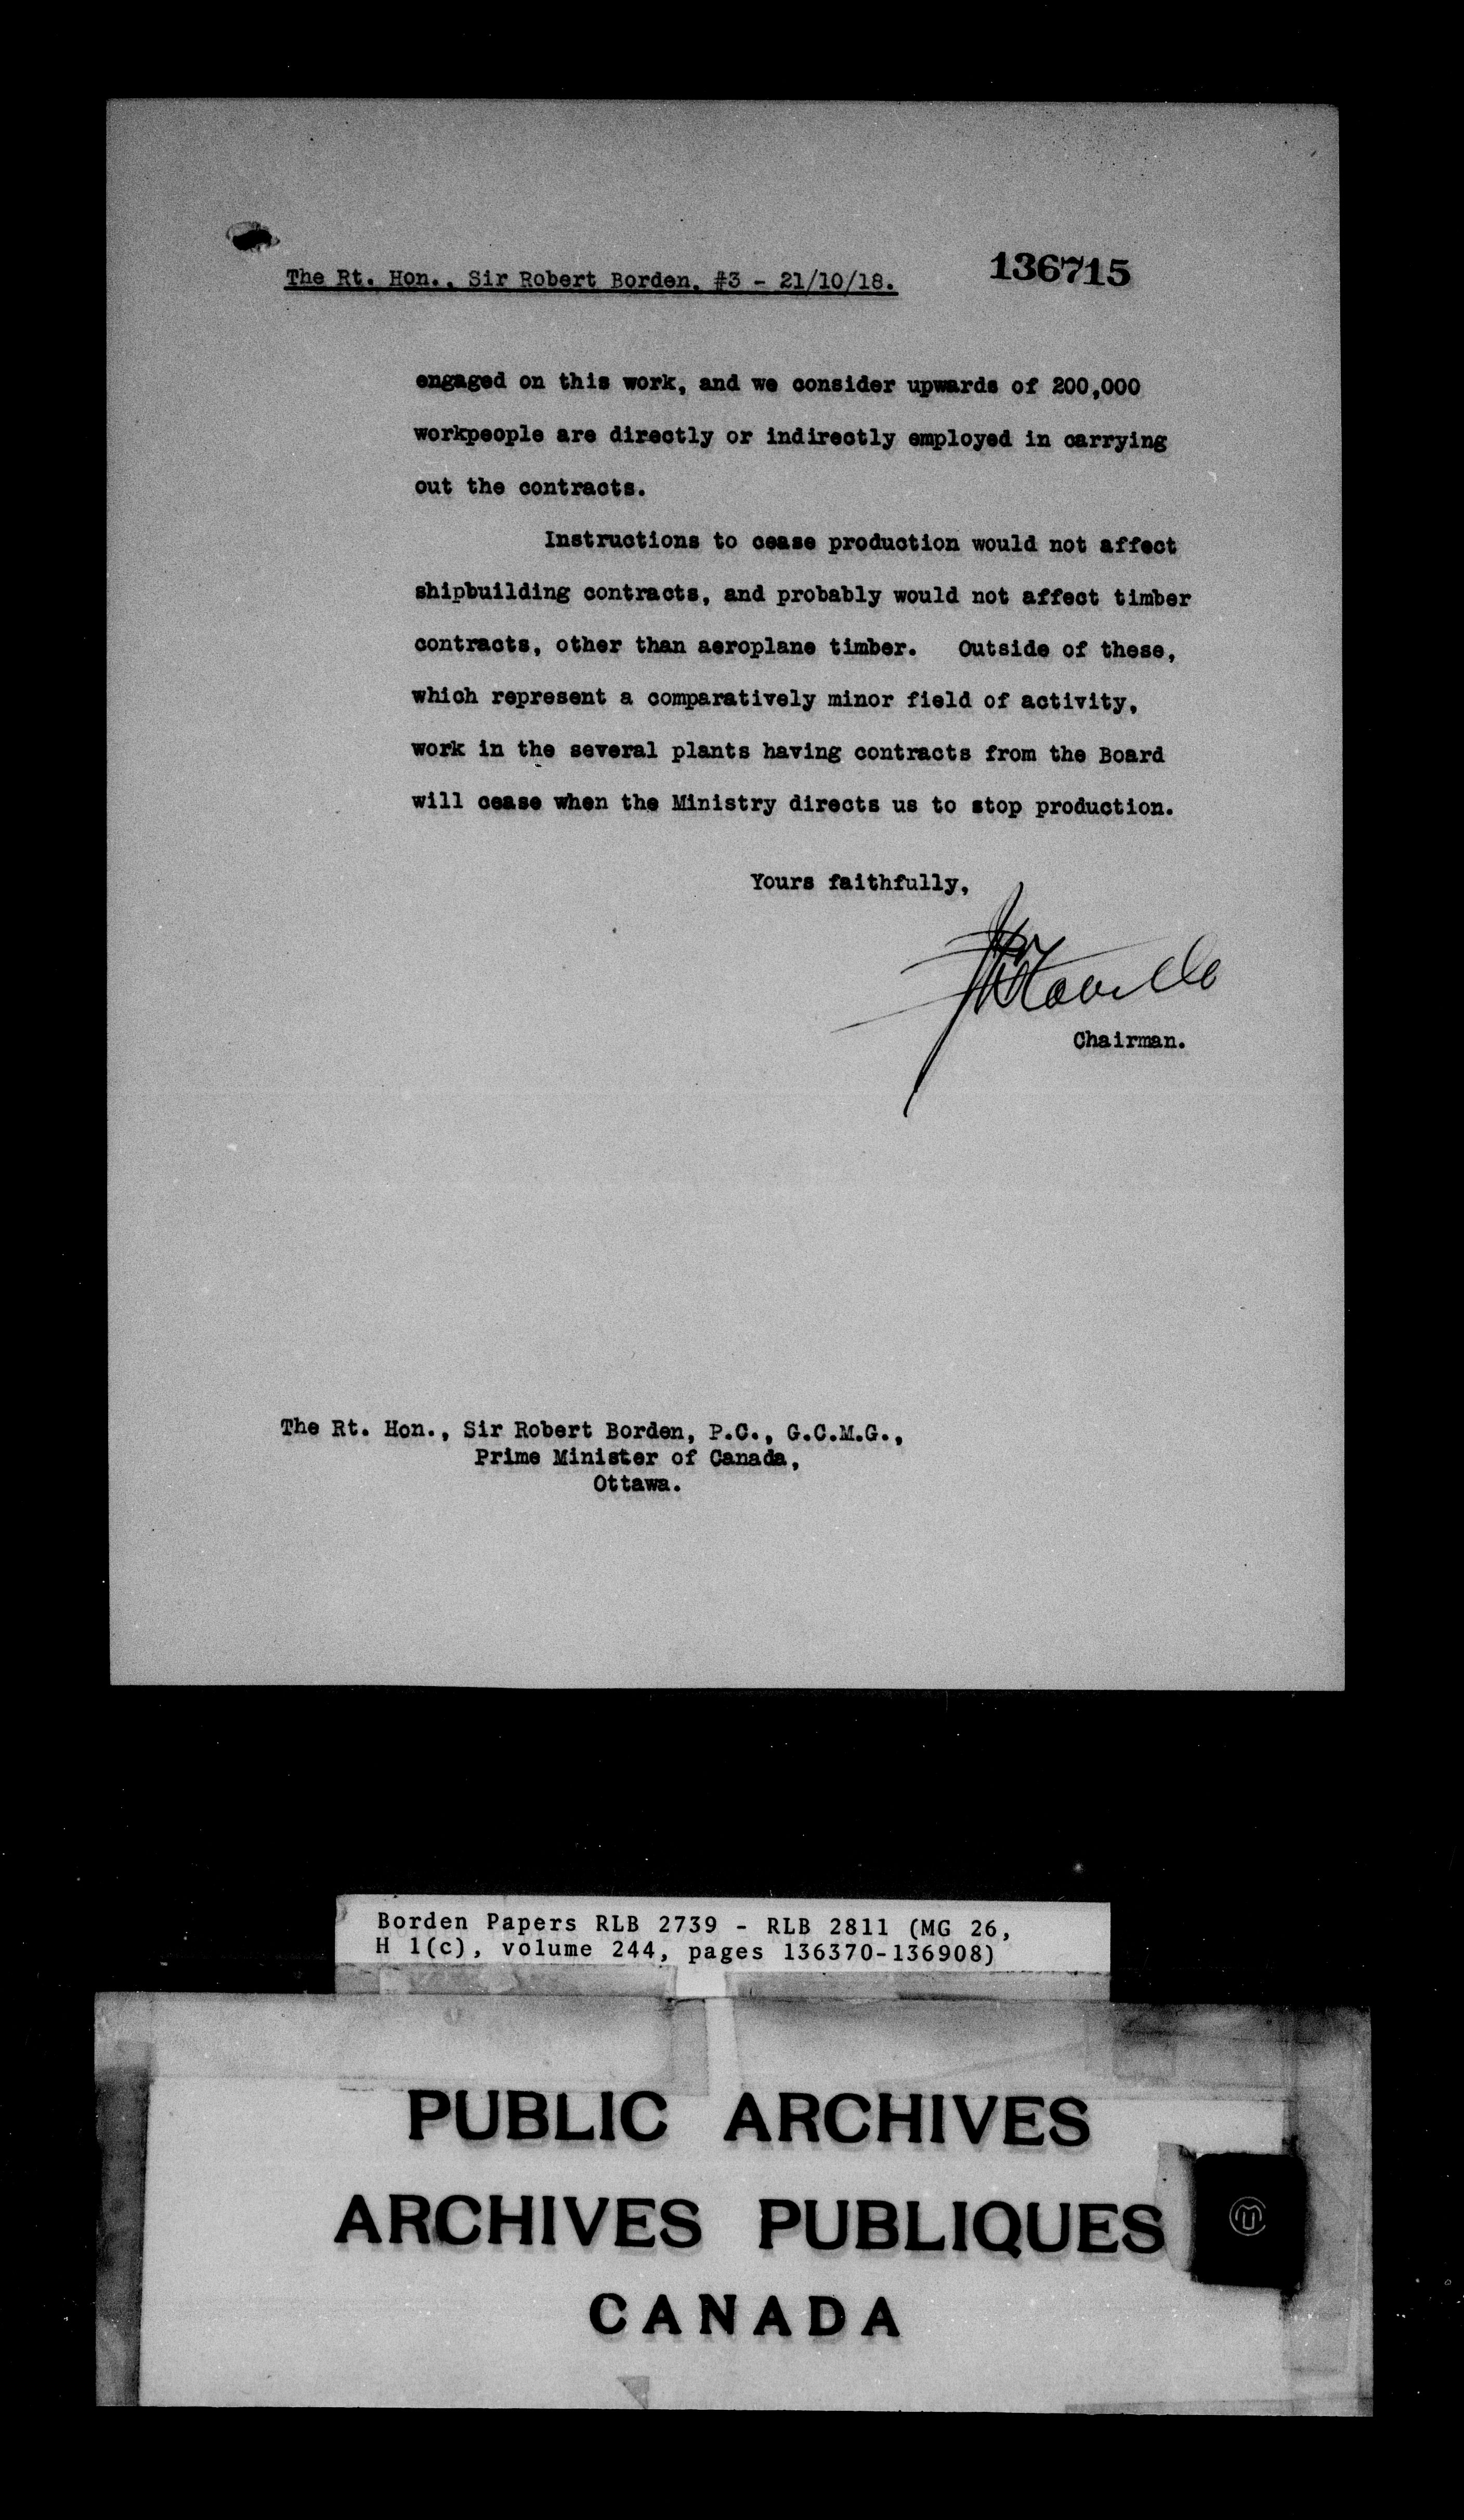 The Rt. Hon., Sir Robert Borden. #3 - 21/10/18.
136715
engaged on this work, and we consider upwards of 200,000
workpeople are directly or indirectly employed in carrying
out the contracts.
Instructions to cease production would not affect
shipbuilding contracts, and probably would not affect timber
contracts, other than aeroplane timber. Outside of these,
which represent a comparatively minor field of activity,
work in the several plants having contracts from the Board
will cease when the Ministry directs us to stop production.
Yours faithfully,
Chairman.
The Rt. Hon., Sir Robert Borden, P.C., G.C.M.G.,
Prime Minister of Canada,
Ottawa.
Borden Papers RLB 2739 - RLB 2811 (MG 26,
H 1(c), volume 244, pages 136370-136908)
PUBLIC ARCHIVES
ARCHIVES PUBLIQUES
CANADA